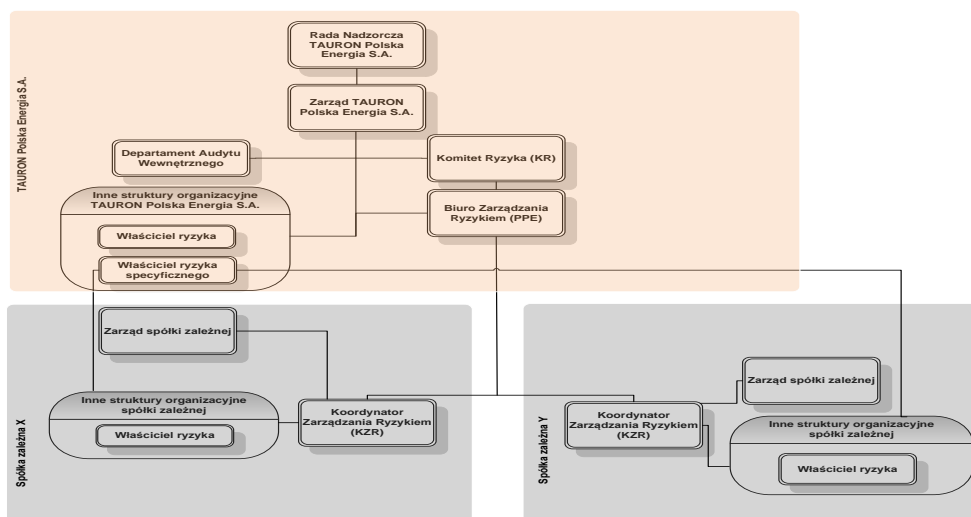 TAURON Polska Energia S.A.
Rada Nadzorcza
TAURON Polska
Energia S.A.
Zarząd TAURON
Polska Energia S.A.
Departament Audytu
Wewnętrznego
Komitet Ryzyka (KR)
Inne struktury organizacyjne
TAURON Polska Energia S.A.
Biuro Zarządzania
Ryzykiem (PPE)
Właściciel ryzyka
Właściciel ryzyka
specyficznego
Spółka zależna X
Zarząd spółki zależnej
Inne struktury organizacyjne
spółki zależnej
Właściciel ryzyka
Koordynator
Zarządzania Ryzykiem
(KZR)
Spółka zależna Y
Zarząd spółki zależnej
Koordynator
Zarządzania Ryzykiem
(KZR)
Inne struktury organizacyjne
spółki zależnej
Właściciel ryzyka